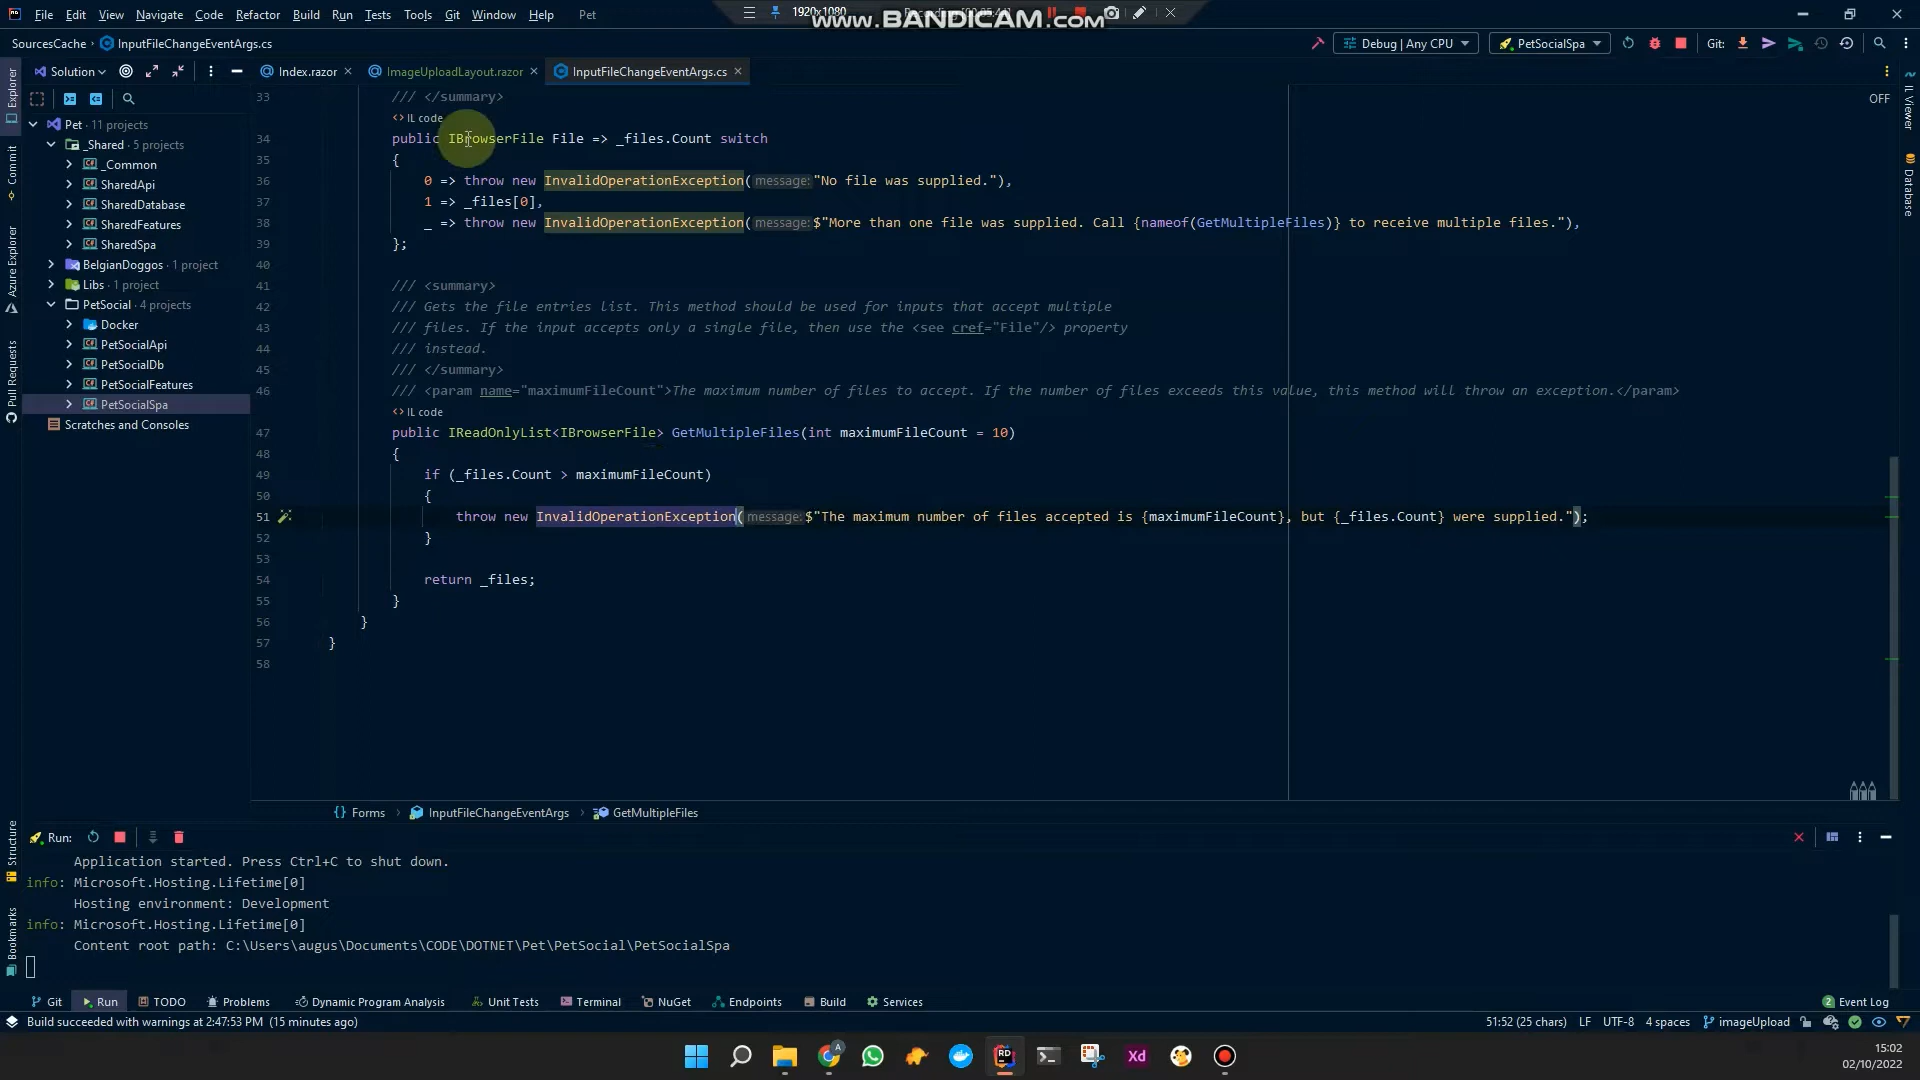 File Edit View Navigate Code Refactor Build Run Tests Tools Git Window Help Pet
1920x1080
www.BANDICAM.com
SourcesCache › InputFileChangeEventArgs.cs
Debug | Any CPU
PetSocialSpa
Git:
Solution
Index.razor
ImageUploadLayout.razor
InputFileChangeEventArgs.cs
OFF
Explorer
Commit
Azure Explorer
Pull Requests
Structure
Bookmarks
IL Viewer
Database
Pet · 11 projects
_Shared · 5 projects
_Common
SharedApi
SharedDatabase
SharedFeatures
SharedSpa
BelgianDoggos · 1 project
Libs · 1 project
PetSocial · 4 projects
Docker
PetSocialApi
PetSocialDb
PetSocialFeatures
PetSocialSpa
Scratches and Consoles
33 /// </summary>
<> IL code
34 public IBrowserFile File => _files.Count switch
35 {
36 0 => throw new InvalidOperationException( message: "No file was supplied."),
37 1 => _files[0],
38 _ => throw new InvalidOperationException( message: $"More than one file was supplied. Call {nameof(GetMultipleFiles)} to receive multiple files."),
39 };
40
41 /// <summary>
42 /// Gets the file entries list. This method should be used for inputs that accept multiple
43 /// files. If the input accepts only a single file, then use the <see cref="File"/> property
44 /// instead.
45 /// </summary>
46 /// <param name="maximumFileCount">The maximum number of files to accept. If the number of files exceeds this value, this method will throw an exception.</param>
<> IL code
47 public IReadOnlyList<IBrowserFile> GetMultipleFiles(int maximumFileCount = 10)
48 {
49 if (_files.Count > maximumFileCount)
50 {
51 throw new InvalidOperationException( message: $"The maximum number of files accepted is {maximumFileCount}, but {_files.Count} were supplied.");
52 }
53
54 return _files;
55 }
56 }
57 }
58
{} Forms › InputFileChangeEventArgs › GetMultipleFiles
Run:
Application started. Press Ctrl+C to shut down.
info: Microsoft.Hosting.Lifetime[0]
Hosting environment: Development
info: Microsoft.Hosting.Lifetime[0]
Content root path: C:\Users\augus\Documents\CODE\DOTNET\Pet\PetSocial\PetSocialSpa
Git Run TODO Problems Dynamic Program Analysis Unit Tests Terminal NuGet Endpoints Build Services 2 Event Log
Build succeeded with warnings at 2:47:53 PM (15 minutes ago) 51:52 (25 chars) LF UTF-8 4 spaces imageUpload
Xd
15:02
02/10/2022